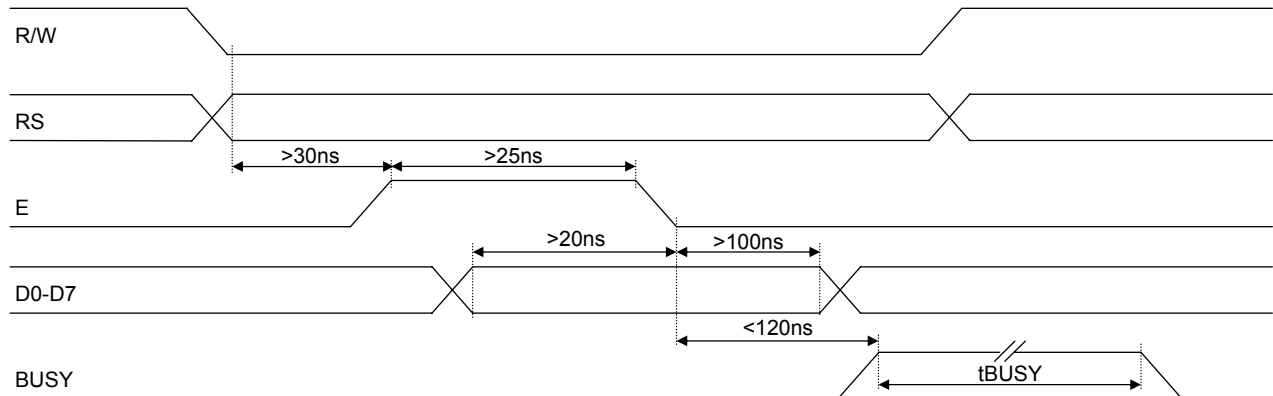 R/W
RS
>30ns >25ns
E
>20ns >100ns
D0-D7
<120ns
tBUSY
BUSY